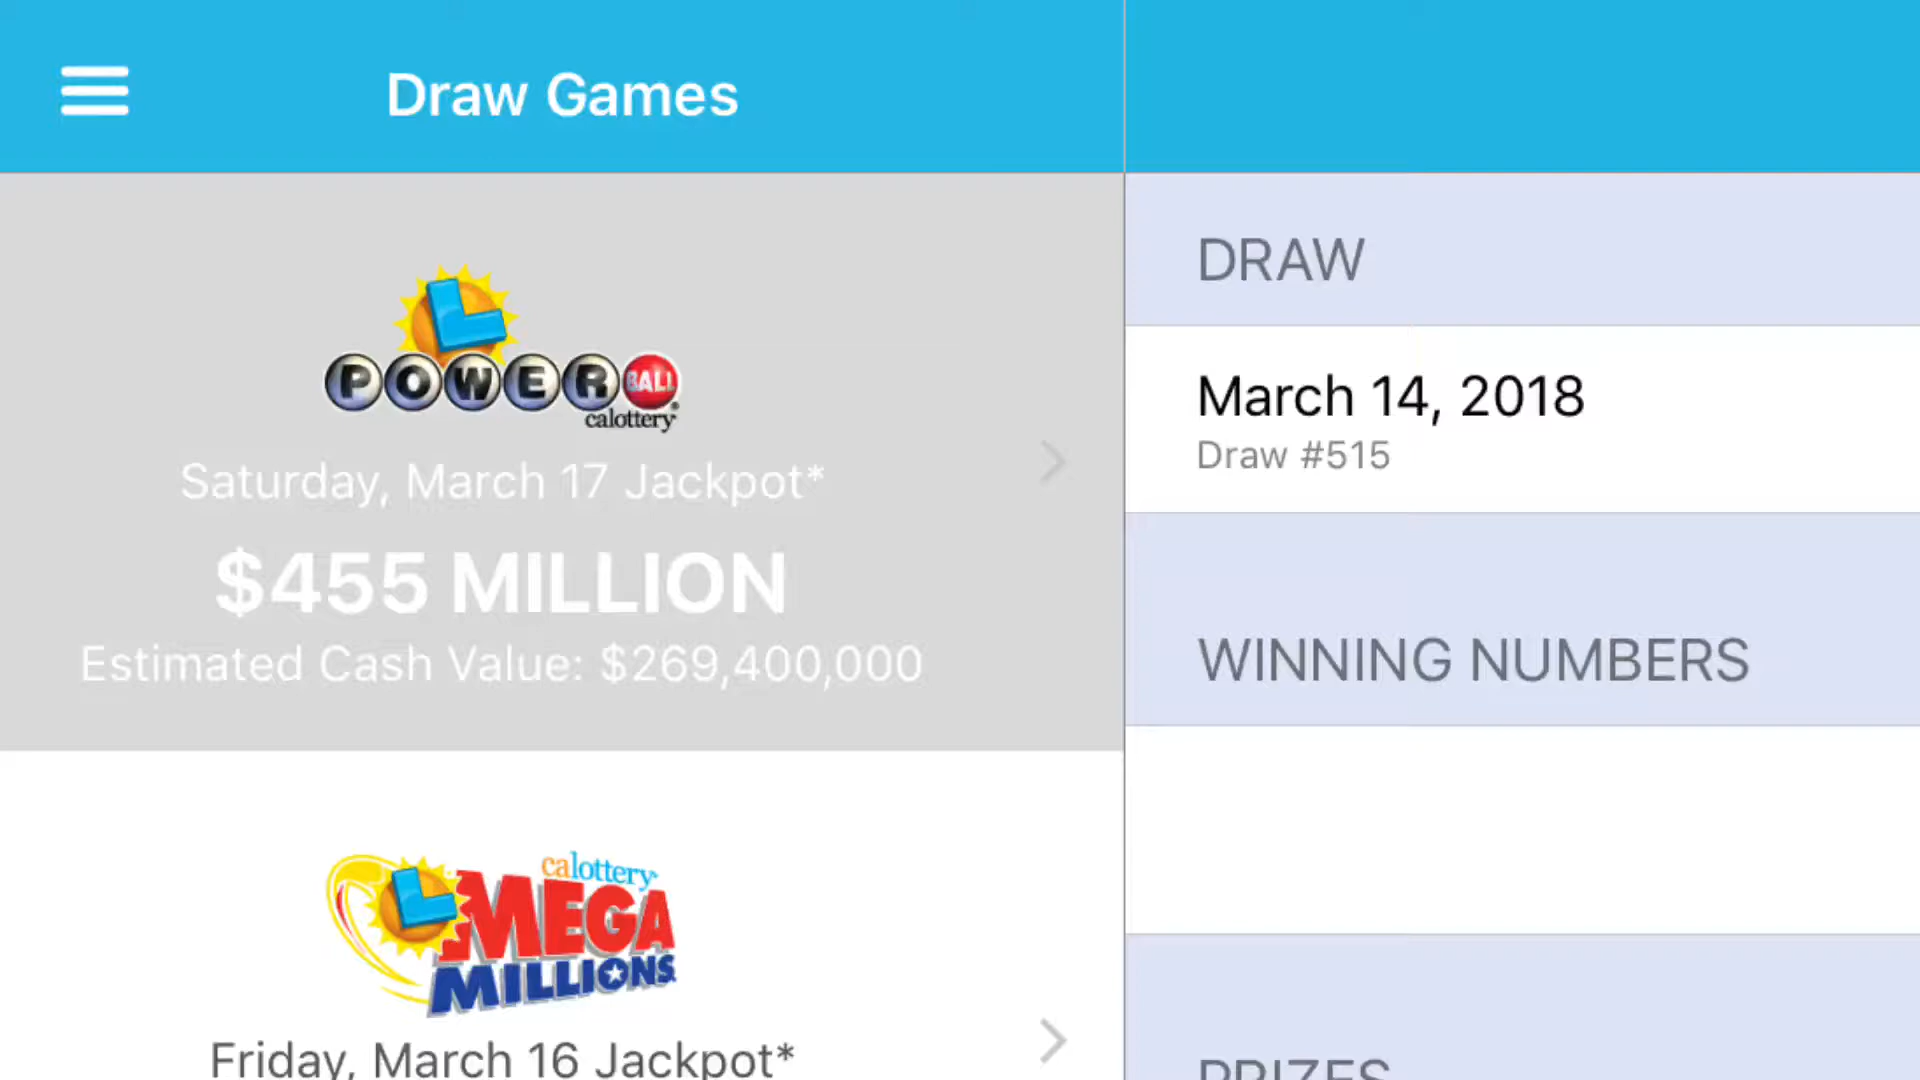 Draw Games
POWERBALL
calottery
Saturday, March 17 Jackpot*
$455 MILLION
Estimated Cash Value: $269,400,000
calottery
MEGA
MILLIONS
Friday, March 16 Jackpot*
DRAW
March 14, 2018
Draw #515
WINNING NUMBERS
PRIZES